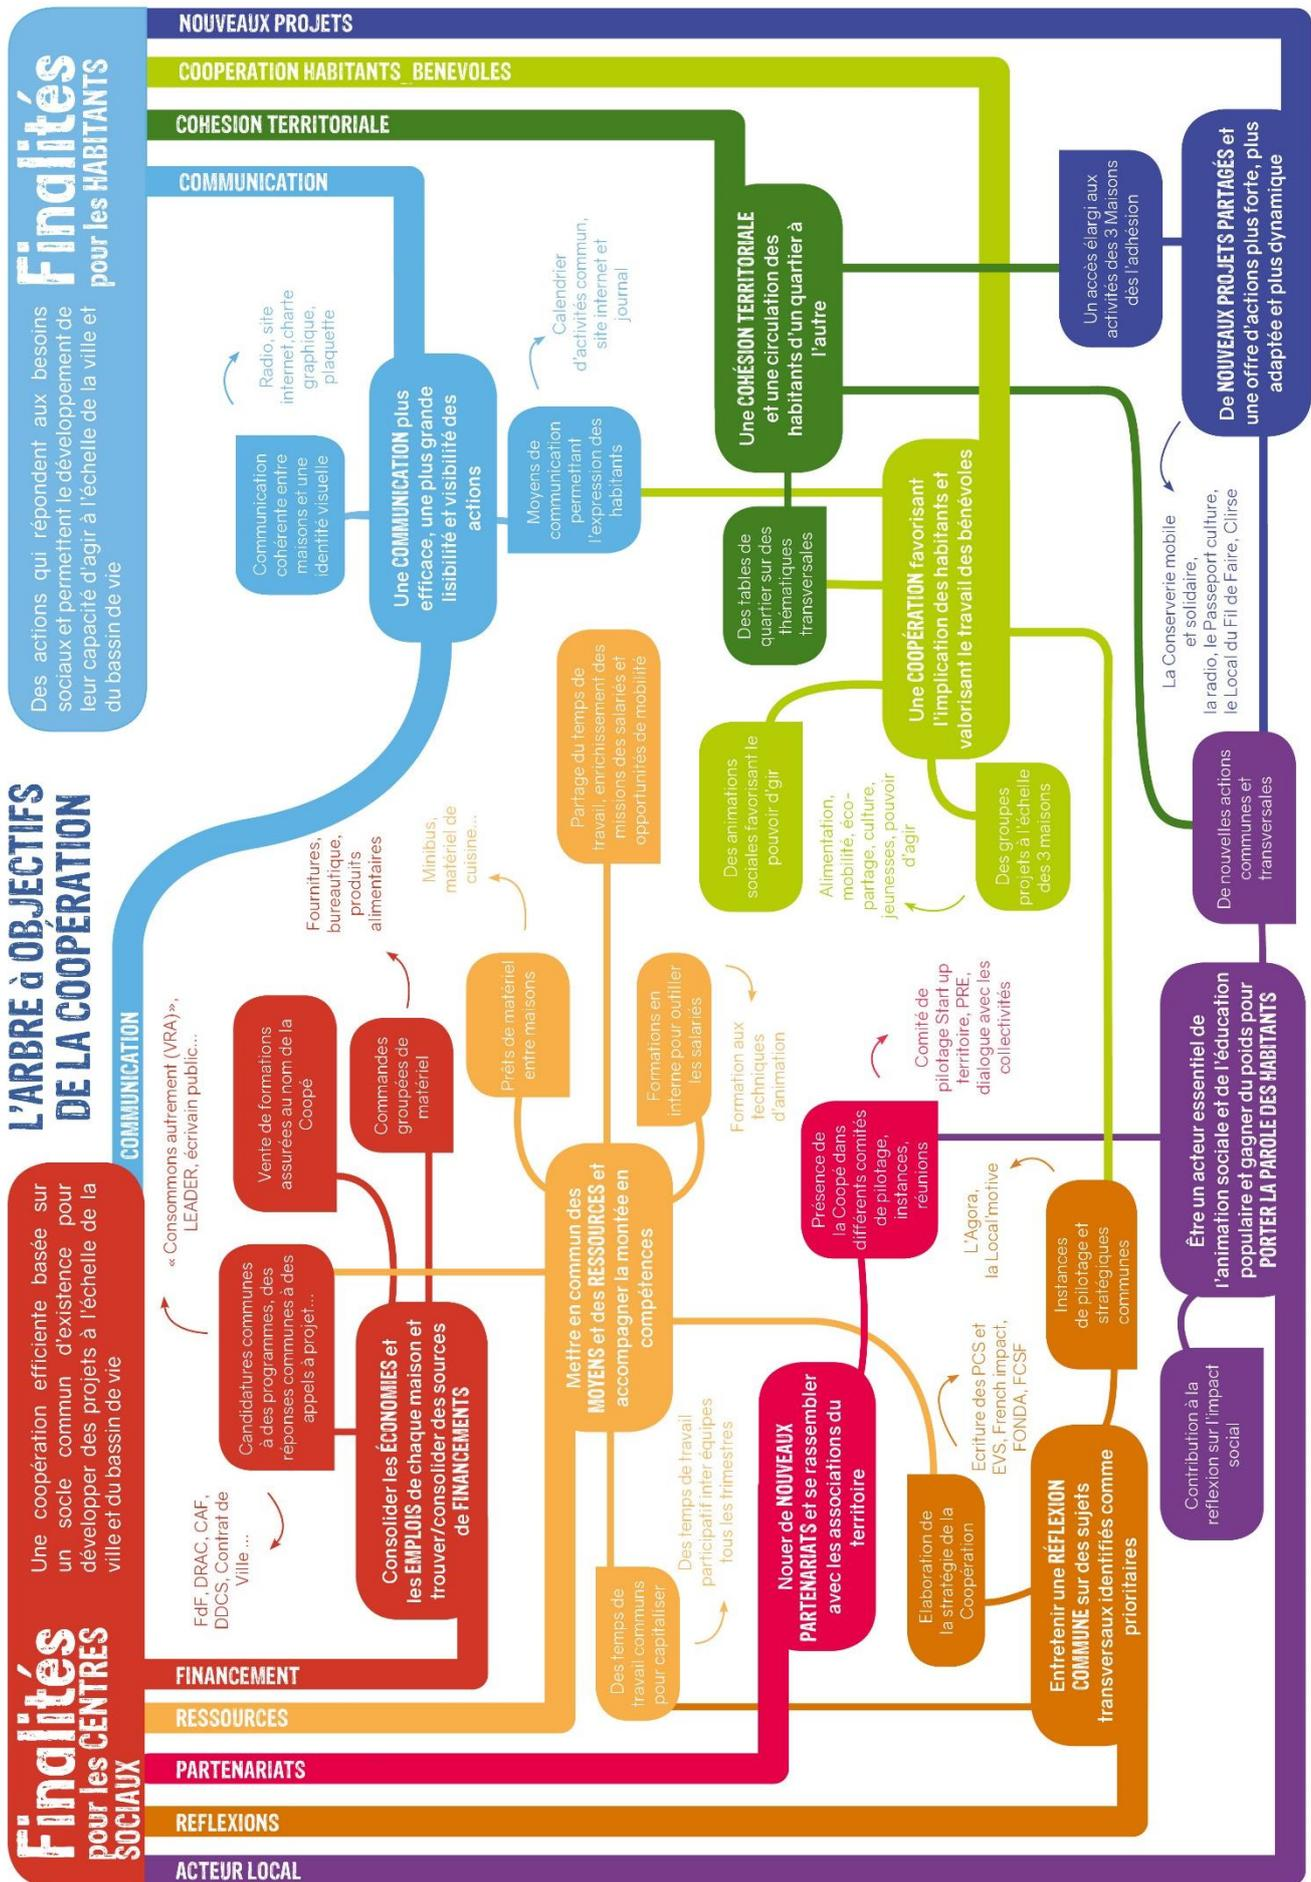 L'ARBRE à OBJECTIFS
DE LA COOPÉRATION
Finalités
pour les CENTRES
SOCIAUX
Une coopération efficiente basée sur
un socle commun d'existence pour
développer des projets à l'échelle de la
ville et du bassin de vie
Finalités
pour les HABITANTS
Des actions qui répondent aux besoins
sociaux et permettent le développement de
leur capacité d'agir à l'échelle de la ville et
du bassin de vie
ACTEUR LOCAL
REFLEXIONS
PARTENARIATS
RESSOURCES
FINANCEMENT
COMMUNICATION
COMMUNICATION
COHESION TERRITORIALE
COOPERATION HABITANTS_BENEVOLES
NOUVEAUX PROJETS
FdF, DRAC, CAF,
DDCS, Contrat de
Ville ...
Candidatures communes
à des programmes, des
réponses communes à des
appels à projet...
« Consommons autrement (VRA)»,
LEADER, écrivain public...
Vente de formations
assurées au nom de la
Coopé
Commandes
groupées de
matériel
Fournitures,
bureautique,
produits
alimentaires
Consolider les ÉCONOMIES et
les EMPLOIS de chaque maison et
trouver/consolider des sources
de FINANCEMENTS
Prêts de matériel
entre maisons
Minibus,
matériel de
cuisine...
Mettre en commun des
MOYENS et des RESSOURCES et
accompagner la montée en
compétences
Partage du temps de
travail, enrichissement des
missions des salariés et
opportunités de mobilité
Formations en
interne pour outiller
les salariés
Formation aux
techniques
d'animation
Des temps de
travail communs
pour capitaliser
Des temps de travail
participatif inter équipes
tous les trimestres
Nouer de NOUVEAUX
PARTENARIATS et se rassembler
avec les associations du
territoire
Présence de
la Coopé dans
différents comités
de pilotage,
instances,
réunions
Comité de
pilotage Start up
territoire, PRE,
dialogue avec les
collectivités
Elaboration de
la stratégie de la
Coopération
Ecriture des PCS et
EVS, French impact,
FONDA, FCSF
Entretenir une RÉFLEXION
COMMUNE sur des sujets
transversaux identifiés comme
prioritaires
Instances
de pilotage et
stratégiques
communes
L'Agora,
la Local'motive
Contribution à la
reflexion sur l'impact
social
Être un acteur essentiel de
l'animation sociale et de l'éducation
populaire et gagner du poids pour
PORTER LA PAROLE DES HABITANTS
De nouvelles actions
communes et
transversales
Communication
cohérente entre
maisons et une
identité visuelle
Radio, site
internet,charte
graphique,
plaquette
Une COMMUNICATION plus
efficace, une plus grande
lisibilité et visibilité des
actions
Moyens de
communication
permettant
l'expression des
habitants
Calendrier
d'activités commun,
site internet et
journal
Une COHÉSION TERRITORIALE
et une circulation des
habitants d'un quartier à
l'autre
Des tables de
quartier sur des
thématiques
transversales
Des animations
sociales favorisant le
pouvoir d'gir
Alimentation,
mobilité, éco-
partage, culture,
jeunesses, pouvoir
d'agir
Des groupes
projets à l'échelle
des 3 maisons
Une COOPÉRATION favorisant
l'implication des habitants et
valorisant le travail des bénévoles
Un accès élargi aux
activités des 3 Maisons
dès l'adhésion
La Conserverie mobile
et solidaire,
la radio, le Passeport culture,
le Local du Fil de Faire, Clirse
De NOUVEAUX PROJETS PARTAGÉS et
une offre d'actions plus forte, plus
adaptée et plus dynamique